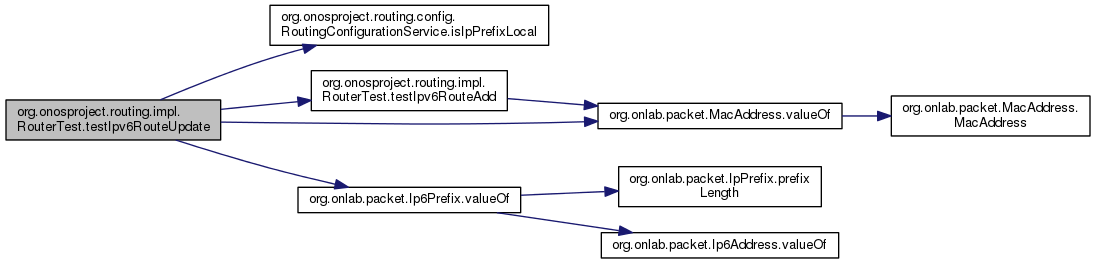 org.onosproject.routing.config.
RoutingConfigurationService.isIpPrefixLocal
org.onosproject.routing.impl.
RouterTest.testIpv6RouteAdd
org.onosproject.routing.impl.
RouterTest.testIpv6RouteUpdate
org.onlab.packet.MacAddress.valueOf
org.onlab.packet.MacAddress.
MacAddress
org.onlab.packet.Ip6Prefix.valueOf
org.onlab.packet.IpPrefix.prefix
Length
org.onlab.packet.Ip6Address.valueOf